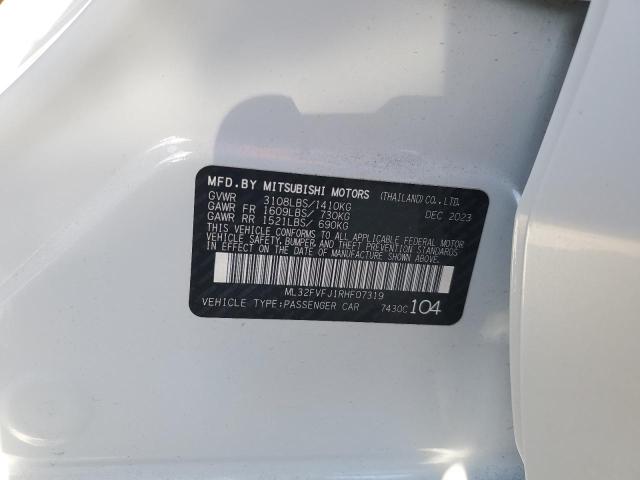 MFD.BY MITSUBISHI MOTORS (THAILAND)CO.,LTD.
GVWR 3108LBS/1410KG DEC 2023
GAWR FR 1609LBS/ 730KG
GAWR RR 1521LBS/ 690KG
THIS VEHICLE CONFORMS TO ALL APPLICABLE FEDERAL MOTOR
VEHICLE SAFETY, BUMPER, AND THEFT PREVENTION STANDARDS
IN EFFECT ON THE DATE OF MANUFACTURE SHOWN ABOVE.
ML32FVFJ1RHF07319
VEHICLE TYPE:PASSENGER CAR 7430C 104